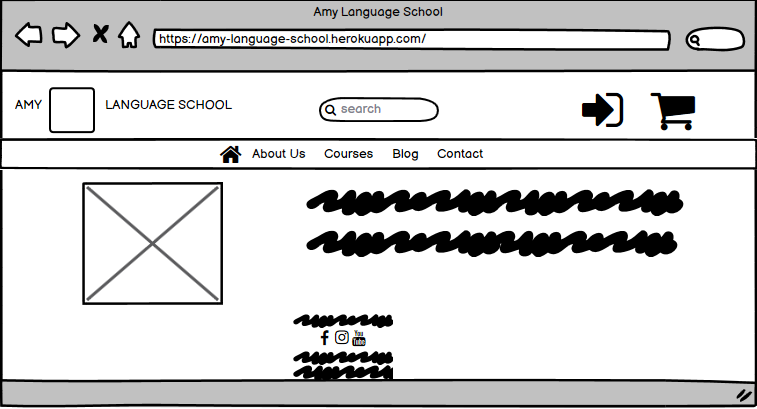 Amy Language School
https://amy-language-school.herokuapp.com/
AMY LANGUAGE SCHOOL
search
About Us Courses Blog Contact
You
Tube